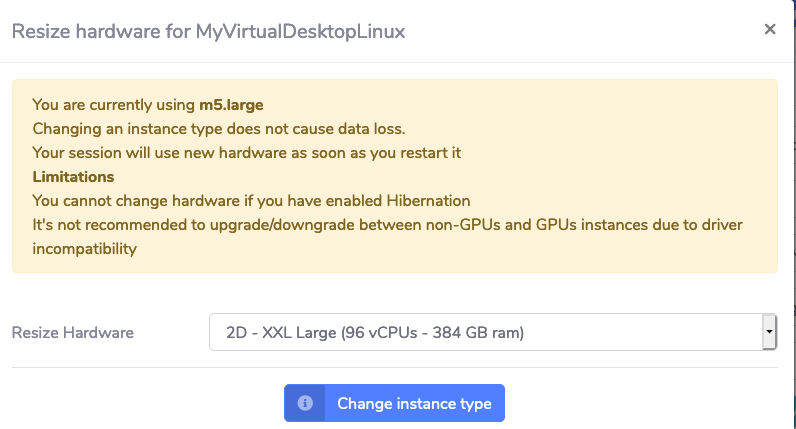 Resize hardware for MyVirtualDesktopLinux
×
You are currently using m5.large
Changing an instance type does not cause data loss.
Your session will use new hardware as soon as you restart it
Limitations
You cannot change hardware if you have enabled Hibernation
It's not recommended to upgrade/downgrade between non-GPUs and GPUs instances due to driver
incompatibility
Resize Hardware
2D - XXL Large (96 vCPUs - 384 GB ram)
Change instance type